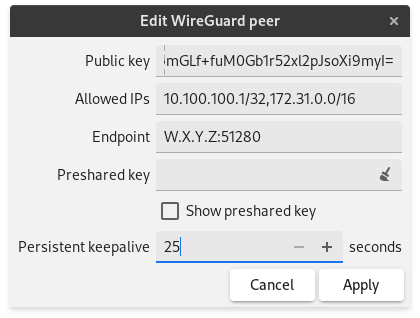 Edit WireGuard peer
Public key mGLf+fuM0Gb1r52xl2pJsoXi9myI=
Allowed IPs 10.100.100.1/32,172.31.0.0/16
Endpoint W.X.Y.Z:51280
Preshared key
Show preshared key
Persistent keepalive 25 seconds
Cancel Apply